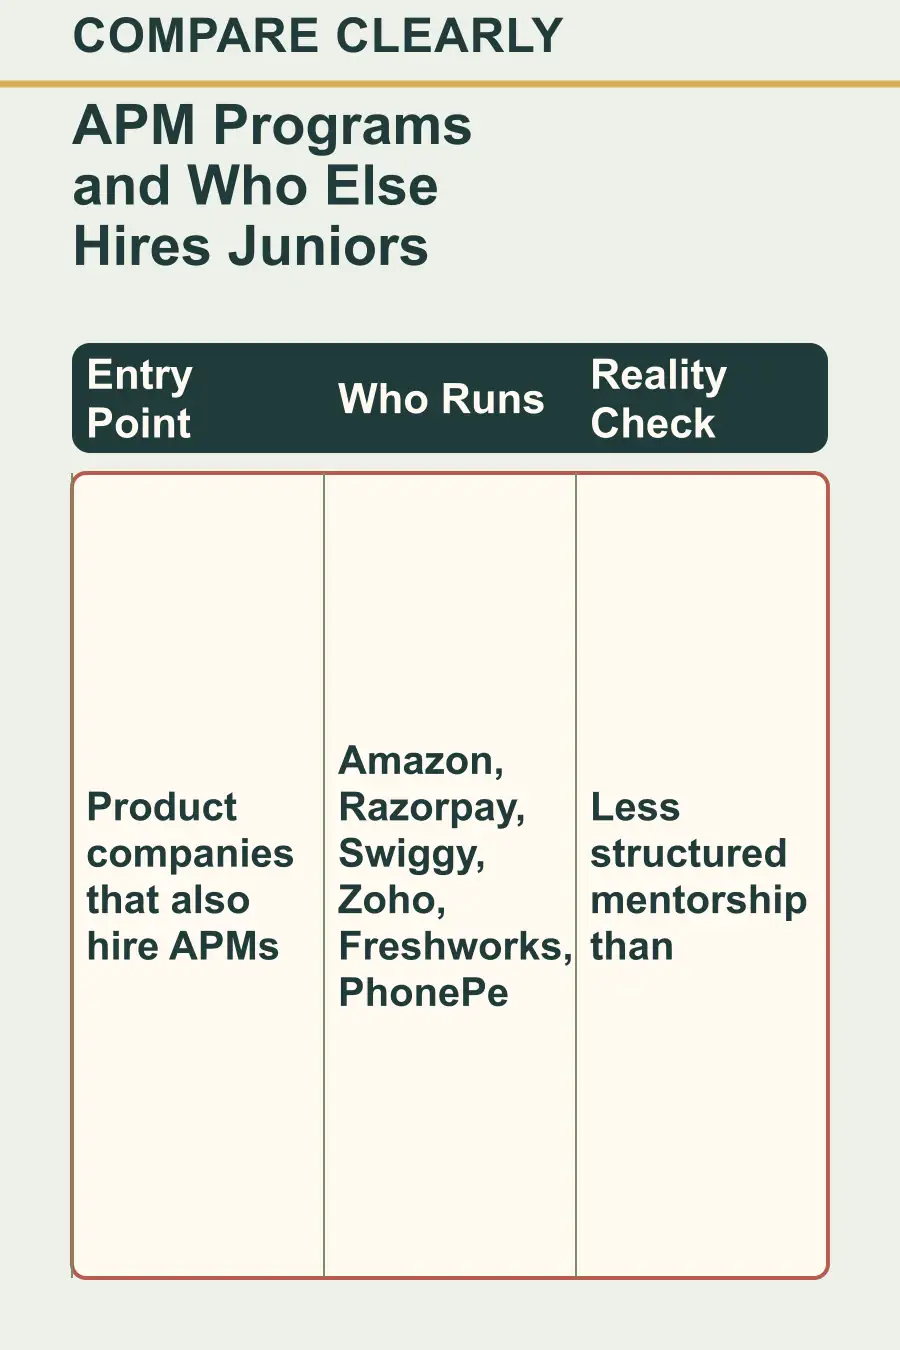 COMPARE CLEARLY
APM Programs
and Who Else
Hires Juniors
Entry
Point
Who Runs
Reality
Check
Product
companies
that also
hire APMs
Amazon,
Razorpay,
Swiggy,
Zoho,
Freshworks,
PhonePe
Less
structured
mentorship
than